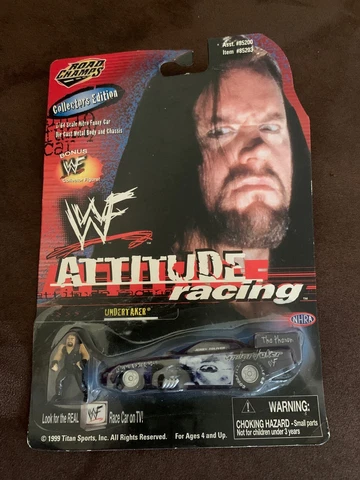 ROAD
CHAMPS
Asst. #85200
Item #85203
Collectors Edition
1:64 Scale Nitro Funny Car
Die Cast Metal Body and Chassis
BONUS
WF
WF
ATTITUDE
racing
UNDERTAKER
NHRA
The Phenom
Look for the REAL
Race Car on TV!
WARNING:
CHOKING HAZARD - Small parts
Not for children under 3 years
© 1999 Titan Sports, Inc. All Rights Reserved. For Ages 4 and Up.